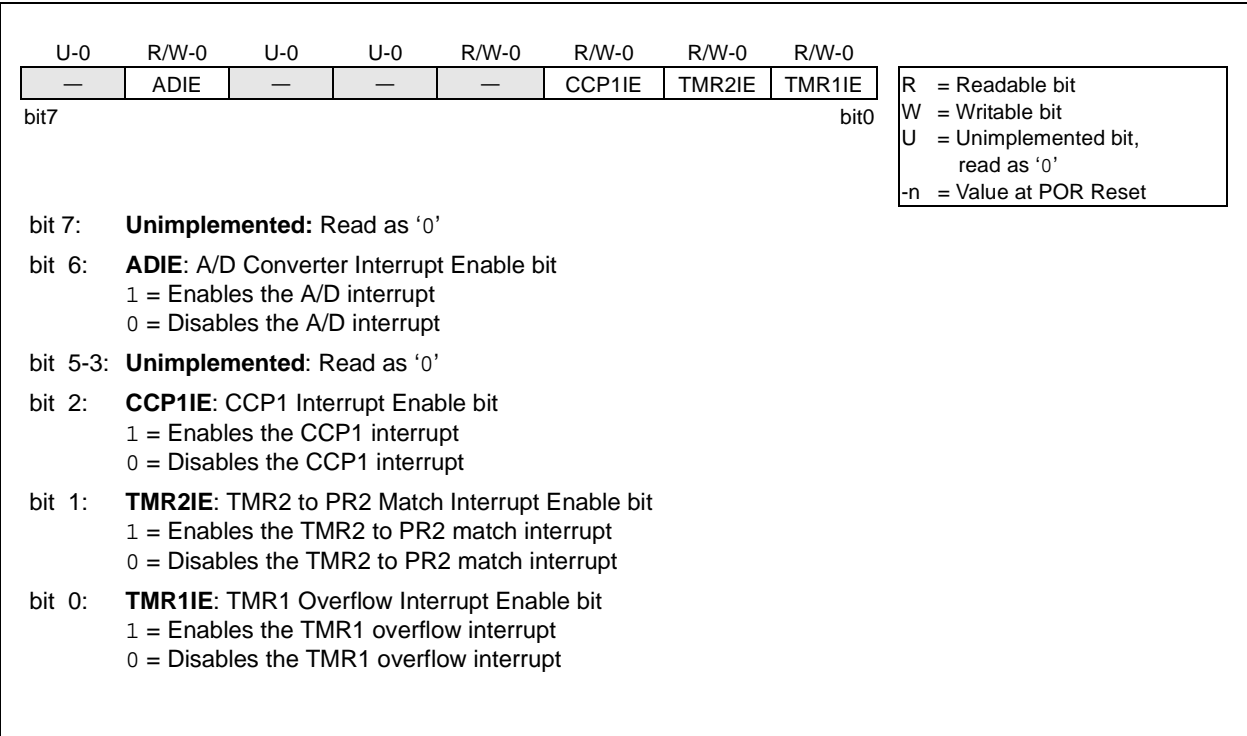 U-0 R/W-0 U-0 U-0 R/W-0 R/W-0 R/W-0 R/W-0
— ADIE — — — CCP1IE TMR2IE TMR1IE
bit7 bit0
R = Readable bit
W = Writable bit
U = Unimplemented bit,
read as ‘0’
-n = Value at POR Reset
bit 7: Unimplemented: Read as ‘0’
bit 6: ADIE: A/D Converter Interrupt Enable bit
1 = Enables the A/D interrupt
0 = Disables the A/D interrupt
bit 5-3: Unimplemented: Read as ‘0’
bit 2: CCP1IE: CCP1 Interrupt Enable bit
1 = Enables the CCP1 interrupt
0 = Disables the CCP1 interrupt
bit 1: TMR2IE: TMR2 to PR2 Match Interrupt Enable bit
1 = Enables the TMR2 to PR2 match interrupt
0 = Disables the TMR2 to PR2 match interrupt
bit 0: TMR1IE: TMR1 Overflow Interrupt Enable bit
1 = Enables the TMR1 overflow interrupt
0 = Disables the TMR1 overflow interrupt